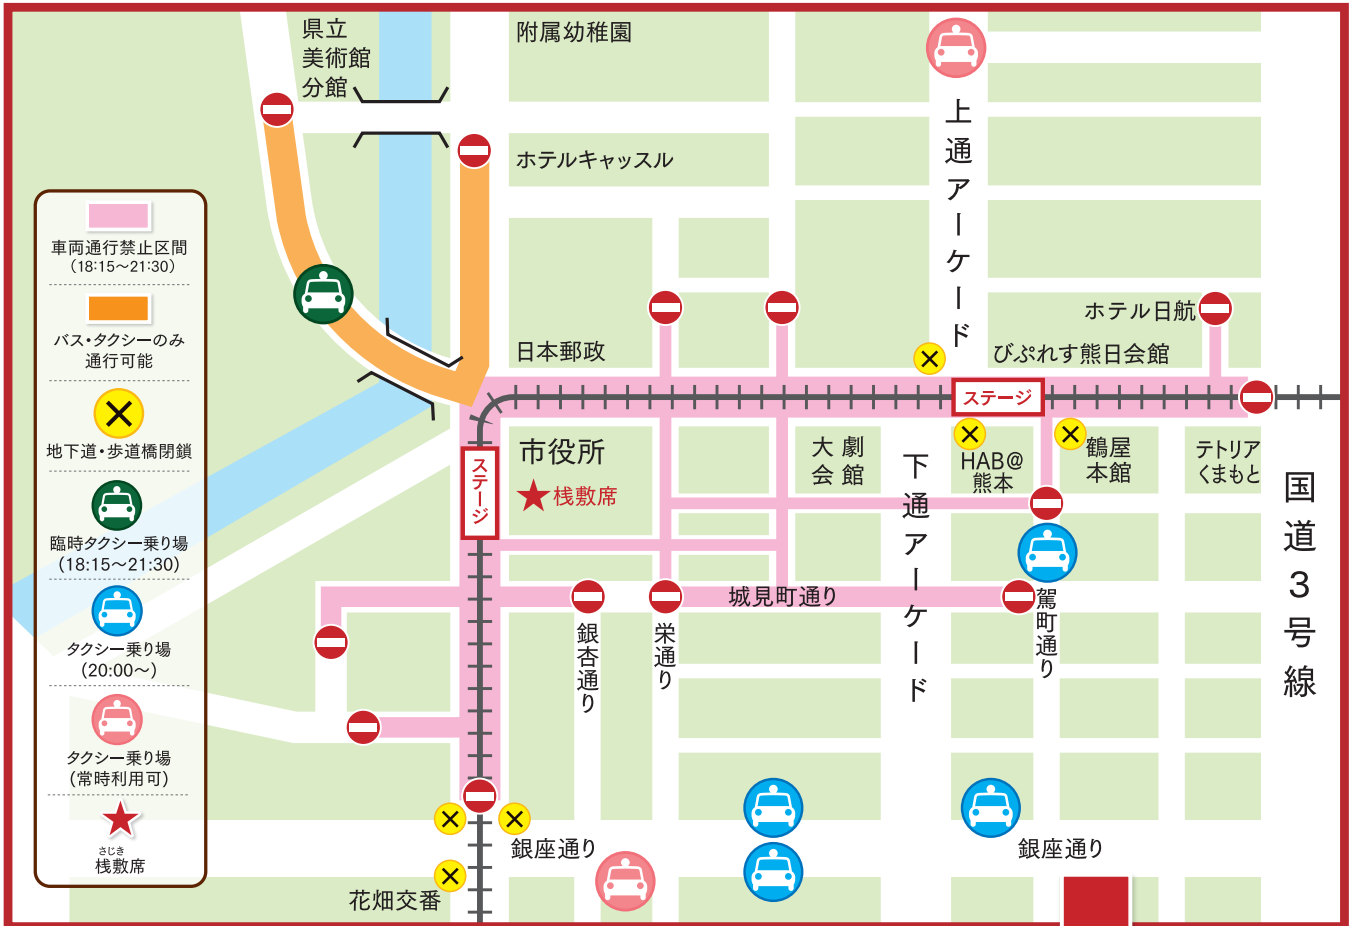 県立
美術館
分館
附属幼稚園
ホテルキャッスル
上通アーケード
車両通行禁止区間
(18:15〜21:30)
バス・タクシーのみ
通行可能
地下道・歩道橋閉鎖
臨時タクシー乗り場
(18:15〜21:30)
タクシー乗り場
(20:00〜)
タクシー乗り場
(常時利用可)
さじき
桟敷席
日本郵政
ホテル日航
びぷれす熊日会館
ステージ
ステージ
市役所
桟敷席
大劇
会館
下通アーケード
HAB@
熊本
鶴屋
本館
テトリア
くまもと
国道3号線
城見町通り
銀杏通り
栄通り
駕町通り
銀座通り
銀座通り
花畑交番